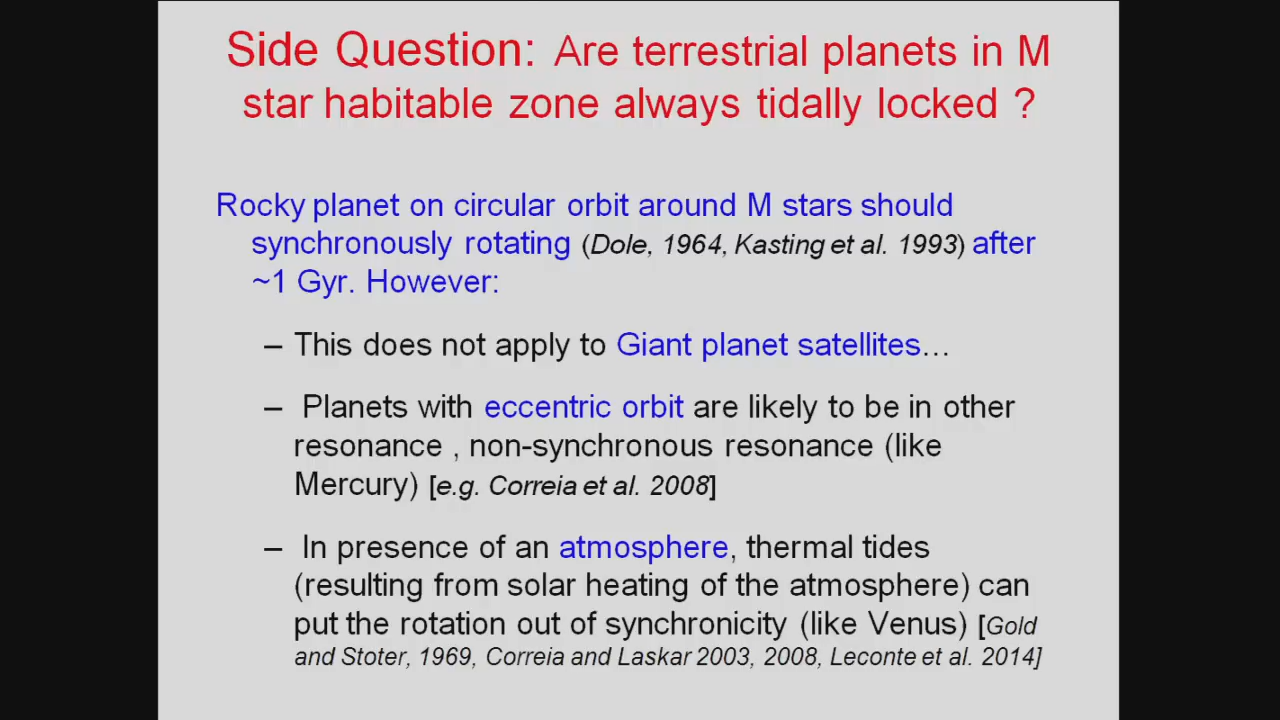 Side Question: Are terrestrial planets in M
star habitable zone always tidally locked ?
Rocky planet on circular orbit around M stars should
synchronously rotating (Dole, 1964, Kasting et al. 1993) after
~1 Gyr. However:
– This does not apply to Giant planet satellites…
– Planets with eccentric orbit are likely to be in other
resonance , non-synchronous resonance (like
Mercury) [e.g. Correia et al. 2008]
– In presence of an atmosphere, thermal tides
(resulting from solar heating of the atmosphere) can
put the rotation out of synchronicity (like Venus) [Gold
and Stoter, 1969, Correia and Laskar 2003, 2008, Leconte et al. 2014]